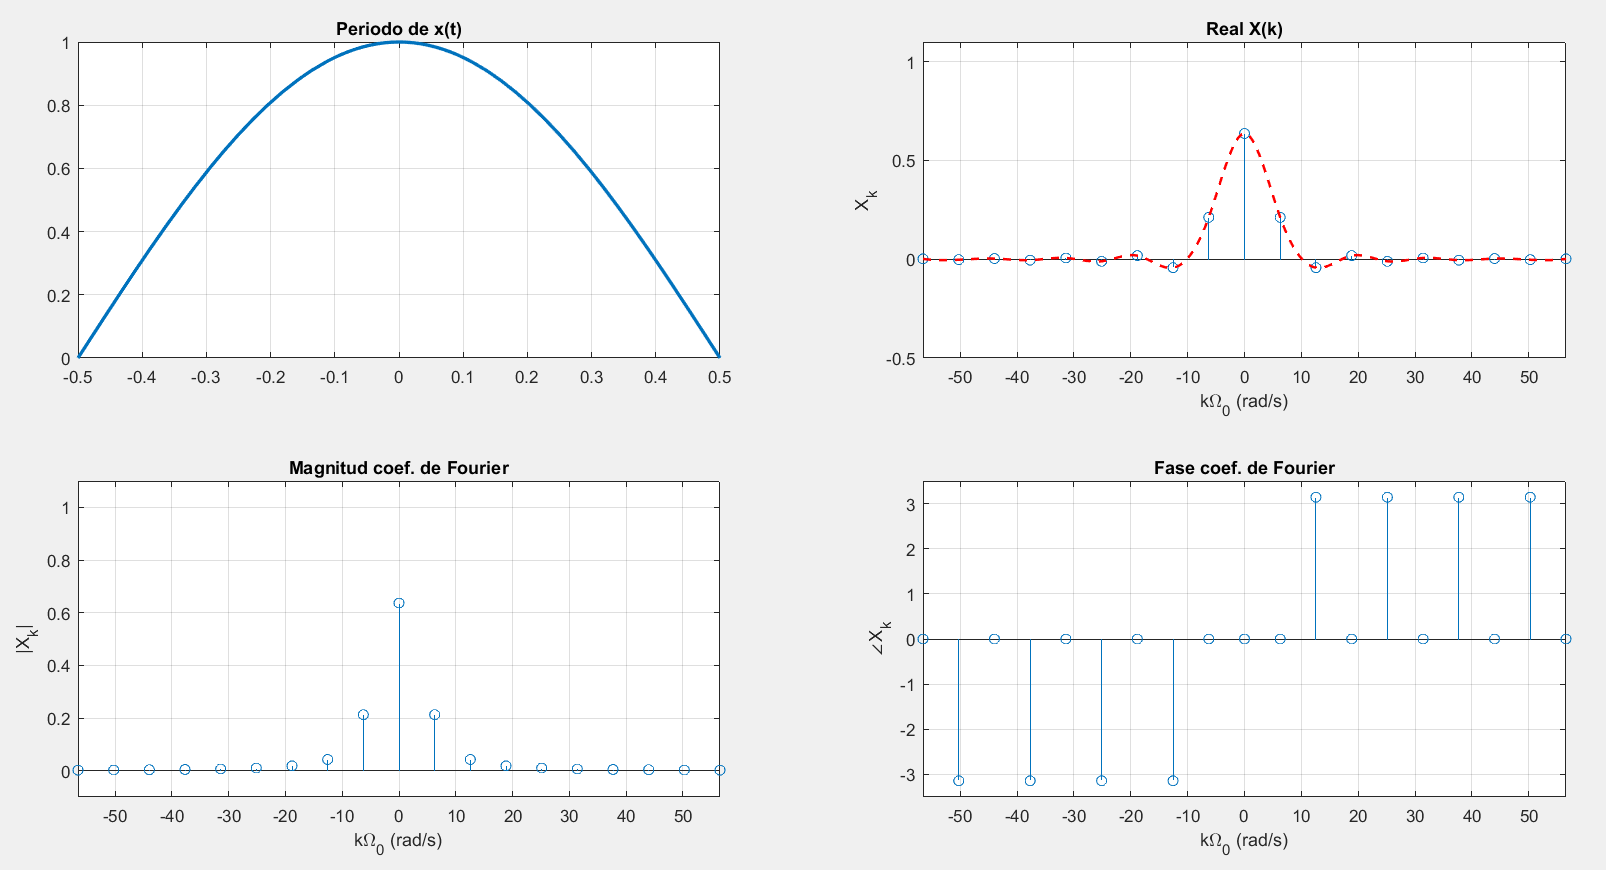 Periodo de x(t)
1
0.8
0.6
0.4
0.2
0
-0.5 -0.4 -0.3 -0.2 -0.1 0 0.1 0.2 0.3 0.4 0.5
Real X(k)
1
0.5
0
-0.5
X_k
-50 -40 -30 -20 -10 0 10 20 30 40 50
kΩ_0 (rad/s)
Magnitud coef. de Fourier
1
0.8
0.6
0.4
0.2
0
|X_k|
-50 -40 -30 -20 -10 0 10 20 30 40 50
kΩ_0 (rad/s)
Fase coef. de Fourier
3
2
1
0
-1
-2
-3
∠X_k
-50 -40 -30 -20 -10 0 10 20 30 40 50
kΩ_0 (rad/s)